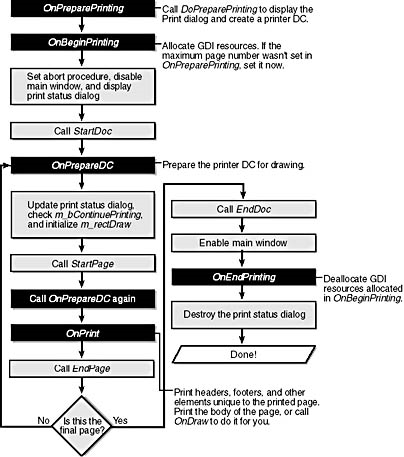 OnPreparePrinting
Call DoPreparePrinting to display the
Print dialog and create a printer DC.
OnBeginPrinting
Allocate GDI resources. If the
maximum page number wasn't set in
OnPreparePrinting, set it now.
Set abort procedure, disable
main window, and display
print status dialog
Call StartDoc
OnPrepareDC
Prepare the printer DC for drawing.
Update print status dialog,
check m_bContinuePrinting,
and initialize m_rectDraw
Call StartPage
Call OnPrepareDC again
OnPrint
Print headers, footers, and other
elements unique to the printed page.
Print the body of the page, or call
OnDraw to do it for you.
Call EndPage
No
Is this the
final page?
Yes
Call EndDoc
Enable main window
OnEndPrinting
Deallocate GDI
resources allocated
in OnBeginPrinting.
Destroy the print status dialog
Done!